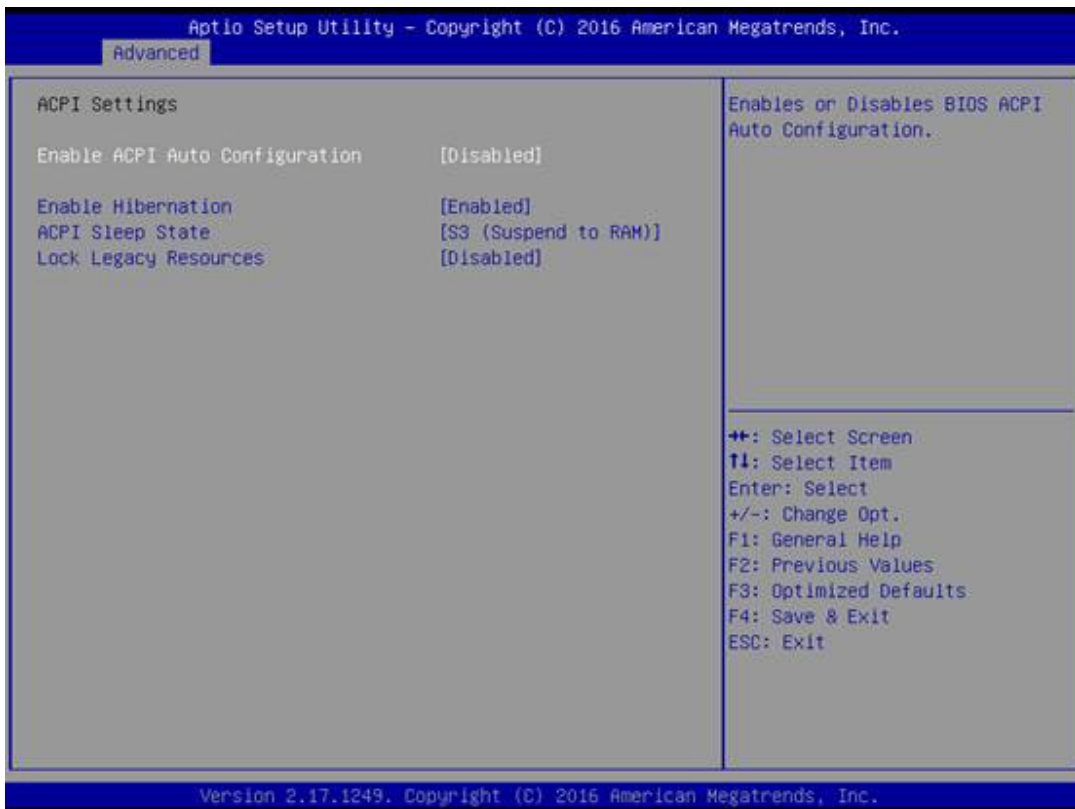 Aptio Setup Utility – Copyright (C) 2016 American Megatrends, Inc.
Advanced
ACPI Settings
Enable ACPI Auto Configuration [Disabled]
Enable Hibernation [Enabled]
ACPI Sleep State [S3 (Suspend to RAM)]
Lock Legacy Resources [Disabled]
Enables or Disables BIOS ACPI
Auto Configuration.
→←: Select Screen
↑↓: Select Item
Enter: Select
+/-: Change Opt.
F1: General Help
F2: Previous Values
F3: Optimized Defaults
F4: Save & Exit
ESC: Exit
Version 2.17.1249. Copyright (C) 2016 American Megatrends, Inc.